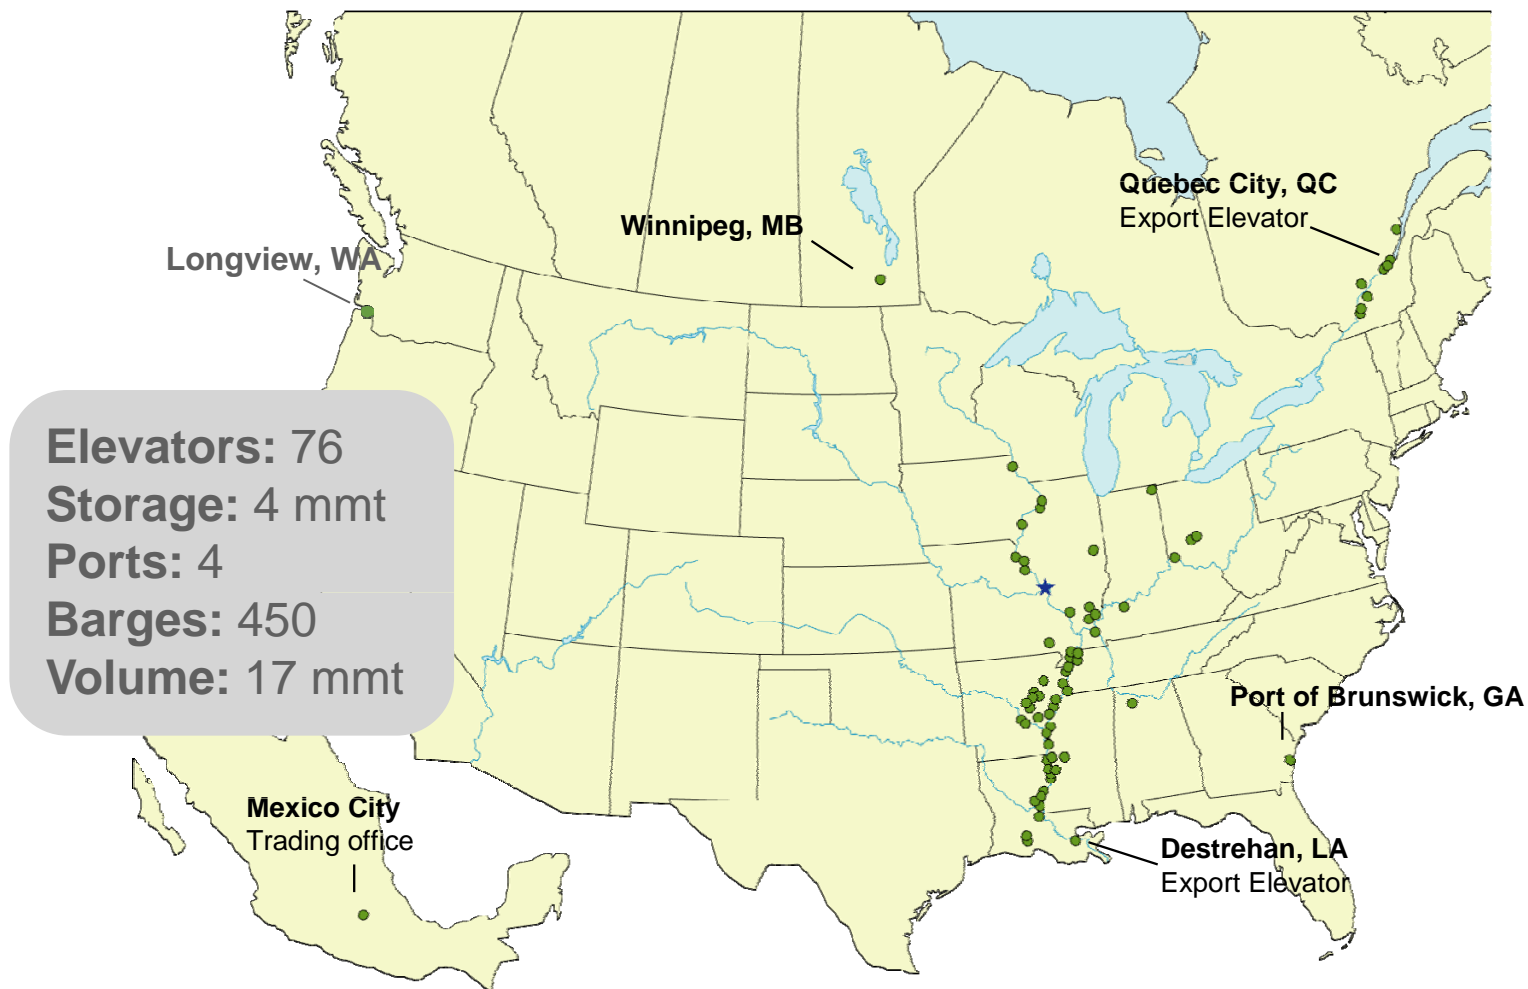 Quebec City, QC
Export Elevator
Winnipeg, MB
Longview, WA
Elevators: 76
Storage: 4 mmt
Ports: 4
Barges: 450
Volume: 17 mmt
Port of Brunswick, GA
Mexico City
Trading office
Destrehan, LA
Export Elevator